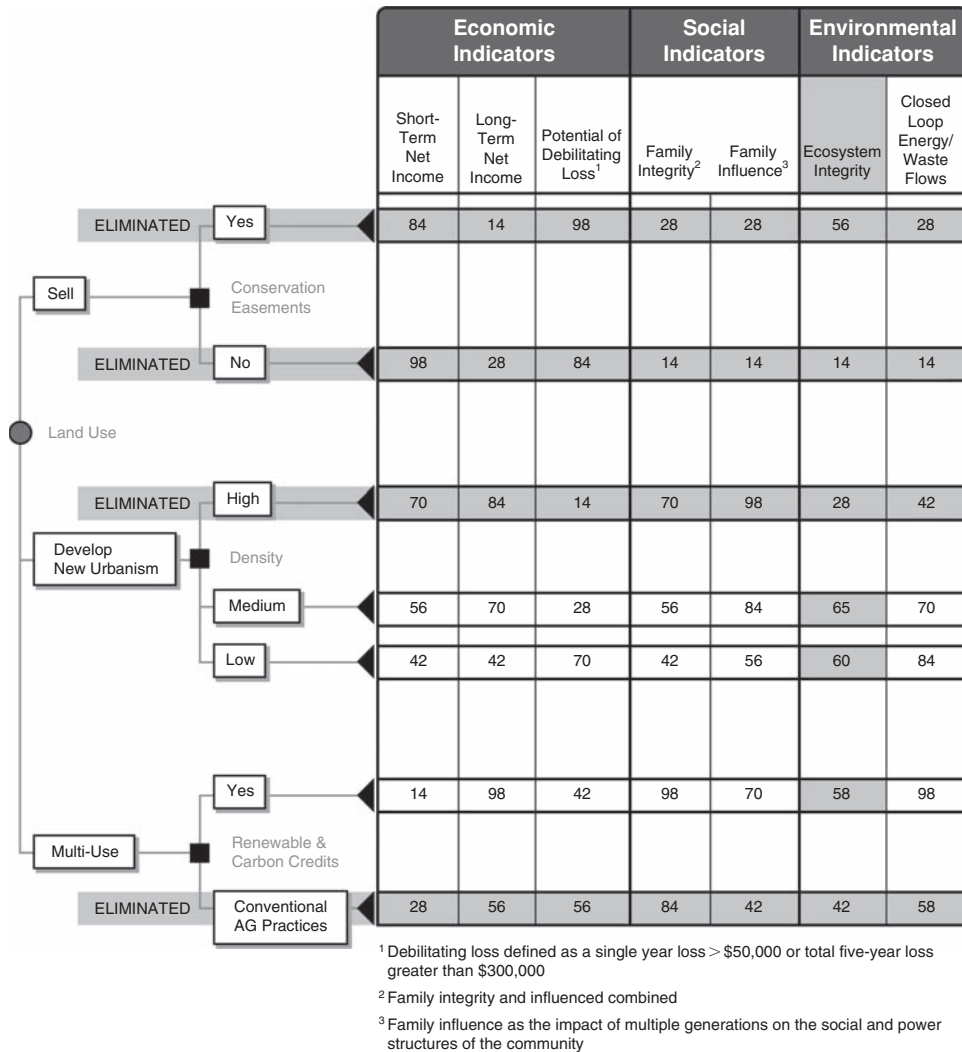 Economic
Indicators
Social
Indicators
Environmental
Indicators
Short-
Term
Net
Income
Long-
Term
Net
Income
Potential of
Debilitating
Loss¹
Family
Integrity²
Family
Influence³
Ecosystem
Integrity
Closed
Loop
Energy/
Waste
Flows
ELIMINATED Yes 84 14 98 28 28 56 28
Sell
Conservation
Easements
ELIMINATED No 98 28 84 14 14 14 14
Land Use
ELIMINATED High 70 84 14 70 98 28 42
Develop
New Urbanism
Density
Medium 56 70 28 56 84 65 70
Low 42 42 70 42 56 60 84
Yes 14 98 42 98 70 58 98
Multi-Use
Renewable &
Carbon Credits
ELIMINATED Conventional
AG Practices
28 56 56 84 42 42 58
¹ Debilitating loss defined as a single year loss > $50,000 or total five-year loss
greater than $300,000
² Family integrity and influenced combined
³ Family influence as the impact of multiple generations on the social and power
structures of the community